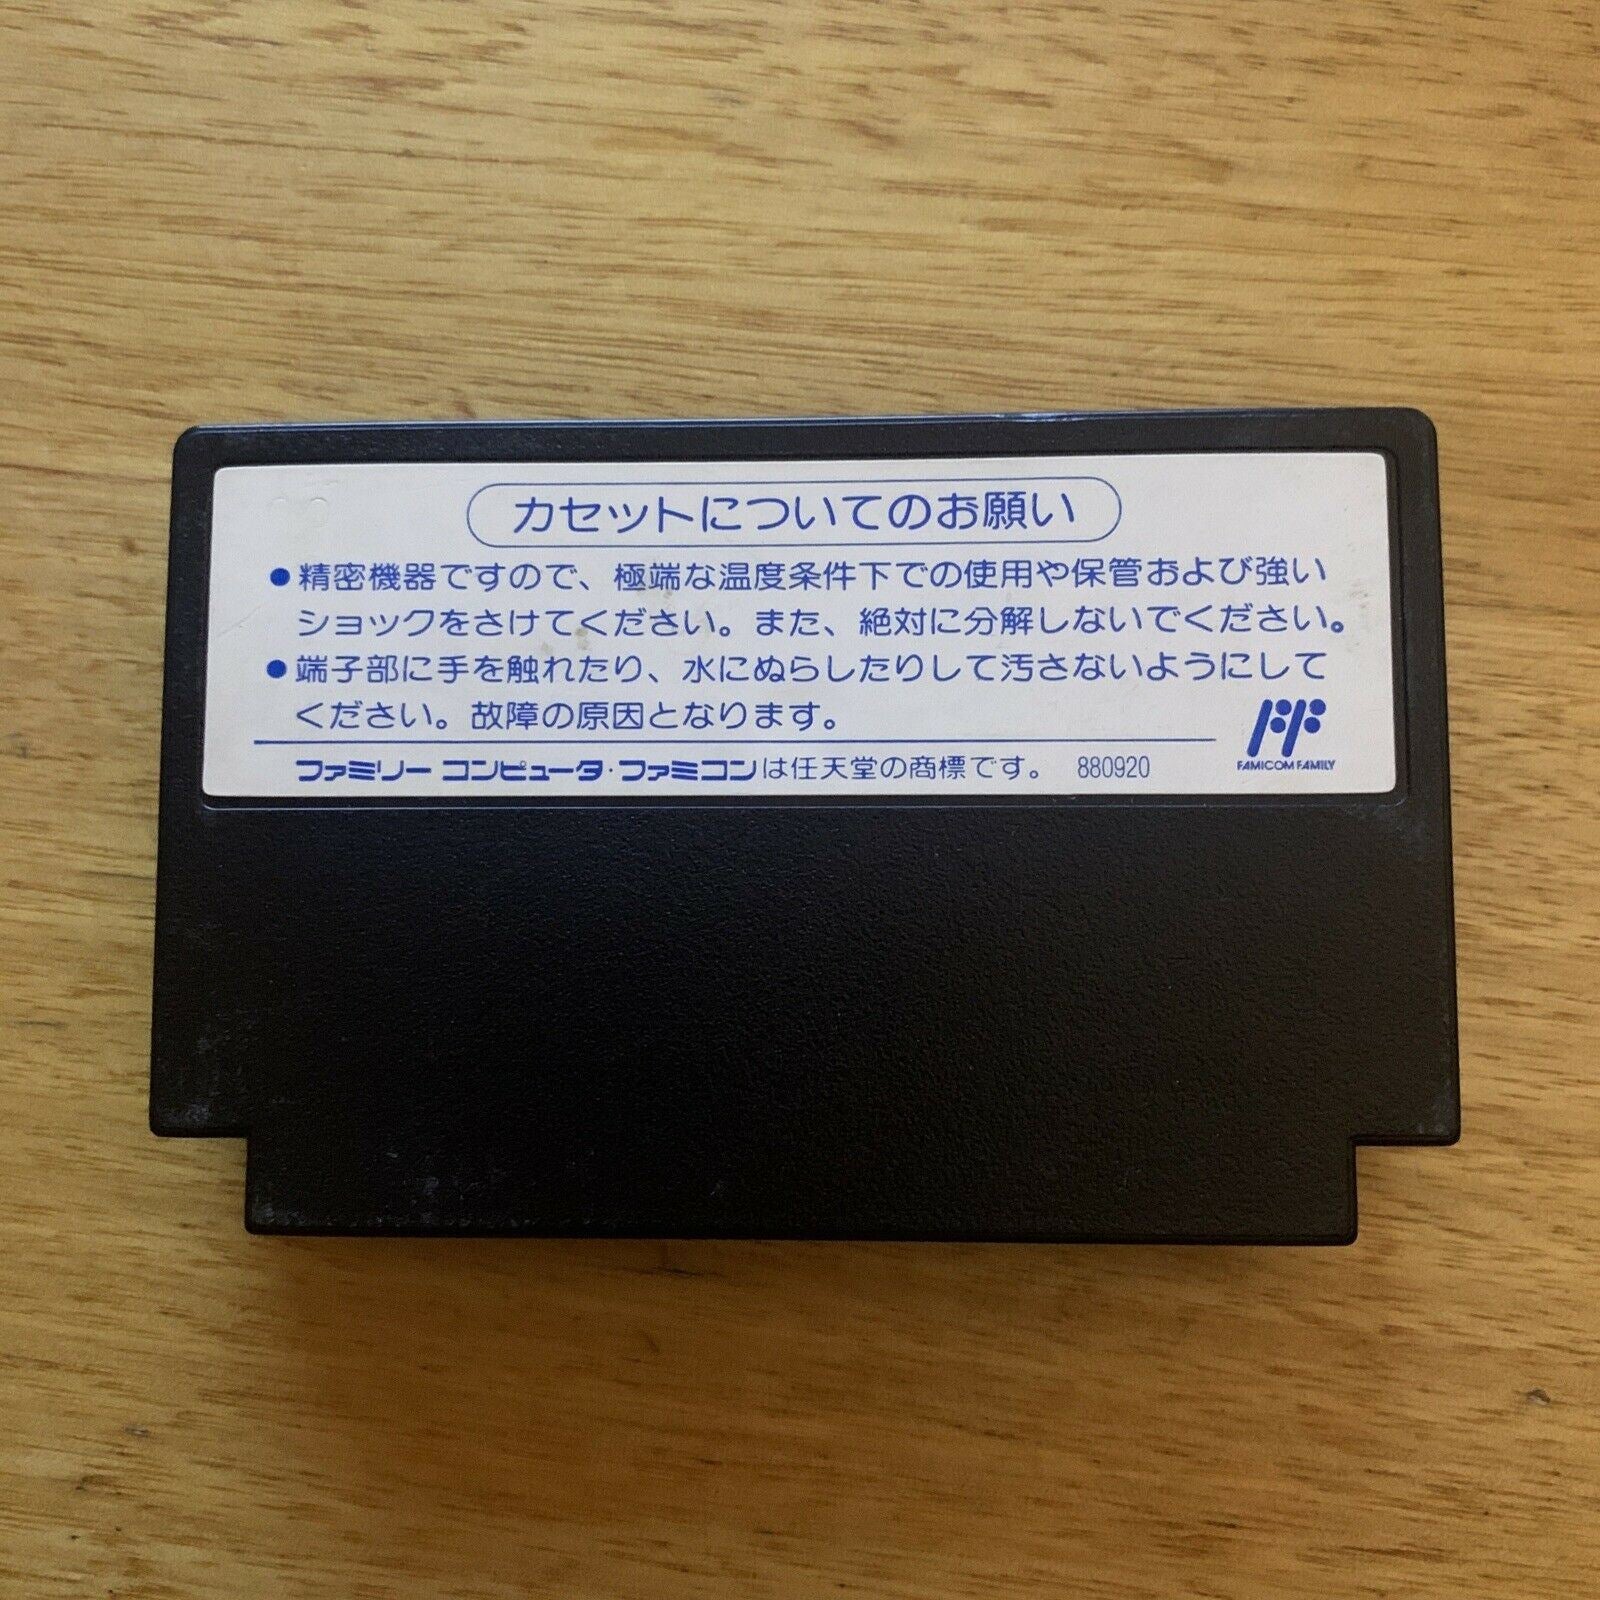 カセットについてのお願い
●精密機器ですので、極端な温度条件下での使用や保管および強い
ショックをさけてください。また、絶対に分解しないでください。
●端子部に手を触れたり、水にぬらしたりして汚さないようにして
ください。故障の原因となります。
ファミリー コンピュータ・ファミコンは任天堂の商標です。 880920
FF
FAMICOM FAMILY